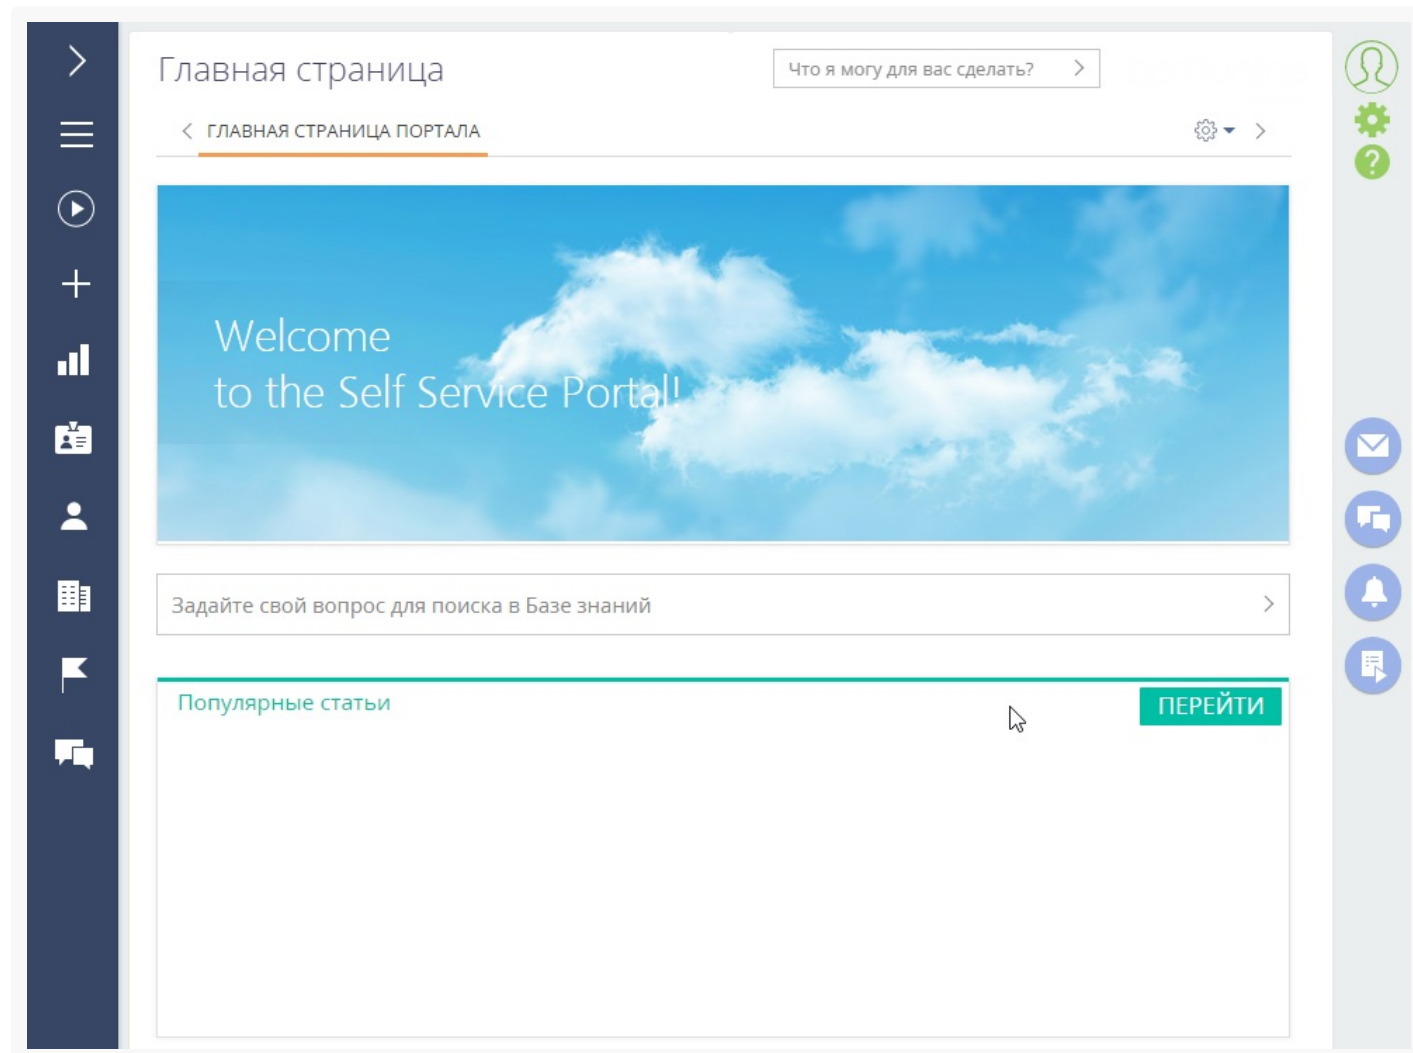 Главная страница
Что я могу для вас сделать?
ГЛАВНАЯ СТРАНИЦА ПОРТАЛА
Welcome
to the Self Service Portal!
Задайте свой вопрос для поиска в Базе знаний
Популярные статьи
ПЕРЕЙТИ